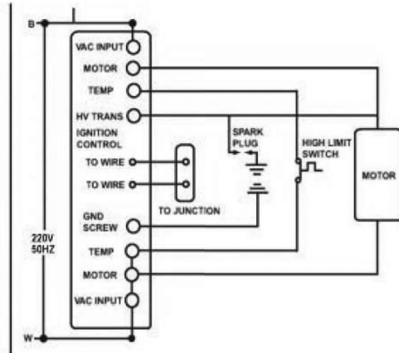 B
VAC INPUT
MOTOR
TEMP
HV TRANS
IGNITION
CONTROL
SPARK
PLUG
HIGH LIMIT
SWITCH
MOTOR
TO WIRE
TO WIRE
TO JUNCTION
GND
SCREW
220V
50HZ
TEMP
MOTOR
VAC INPUT
W